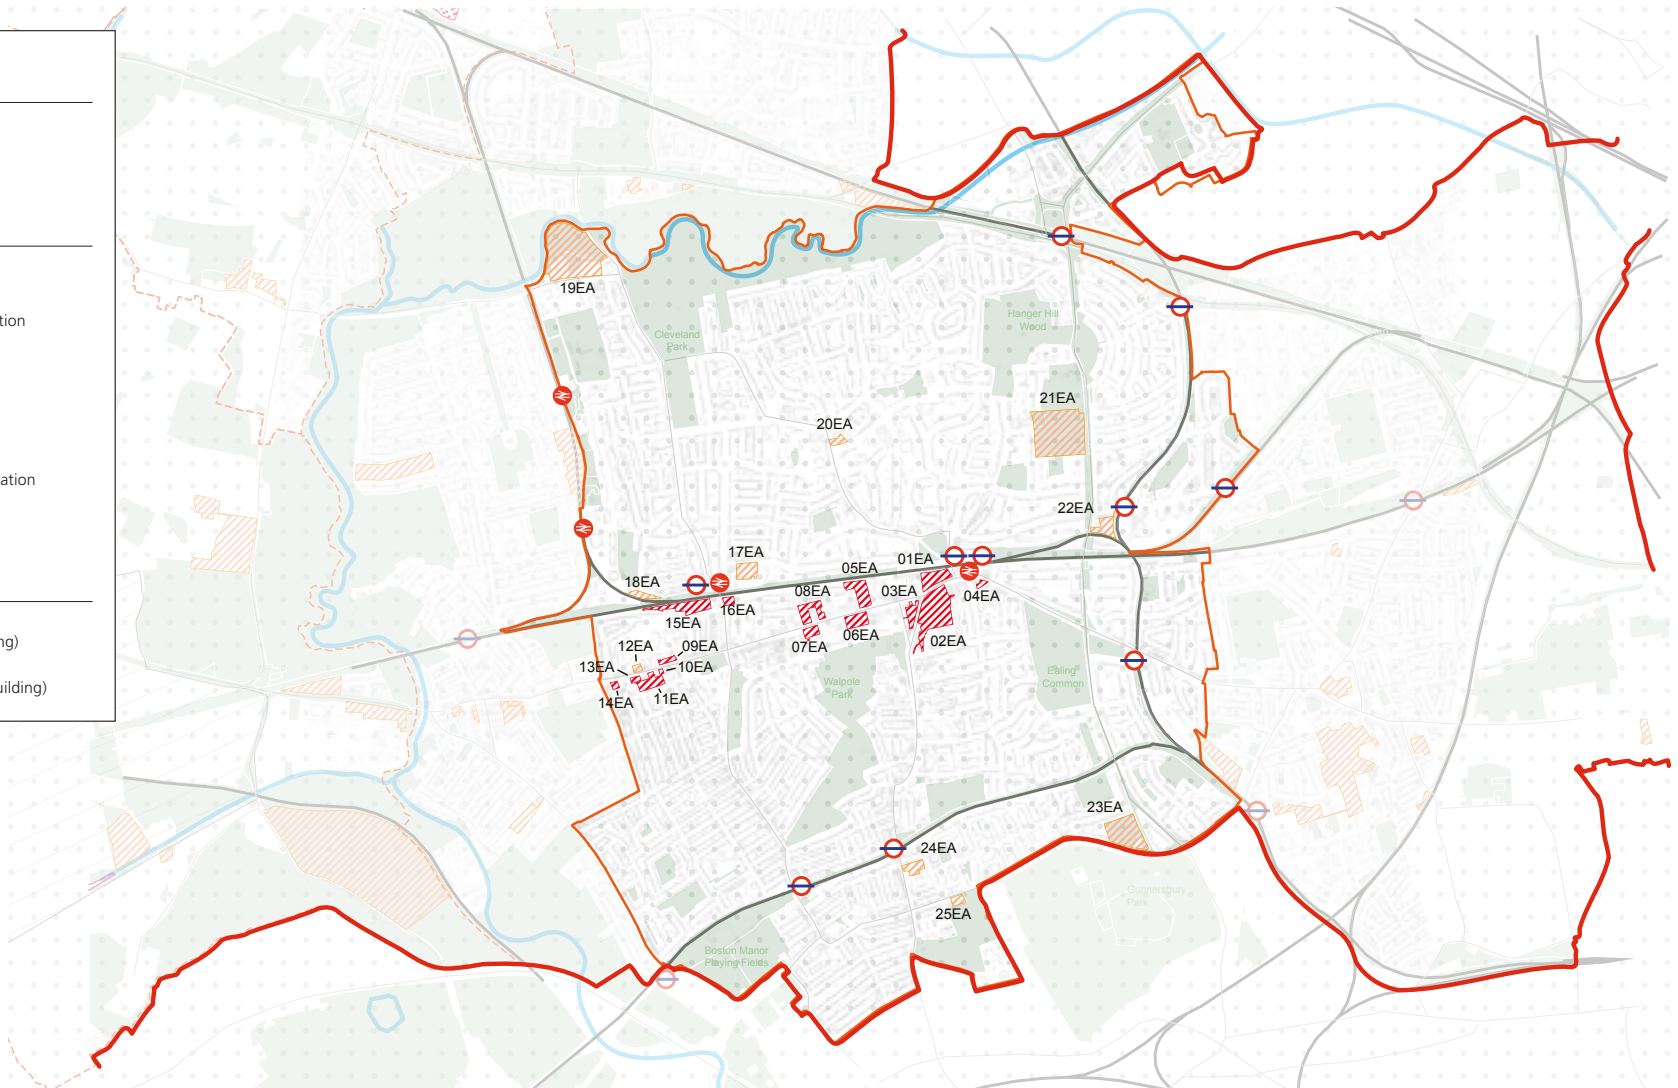 tion
ation
ng)
uilding)
19EA
Cleveland
Park
Hanger Hill
Wood
21EA
20EA
22EA
17EA
01EA
05EA
18EA
08EA
03EA
04EA
16EA
15EA
06EA
02EA
07EA
12EA
09EA
13EA
10EA
14EA
11EA
Walpole
Park
Ealing
Common
23EA
24EA
25EA
Gunnersbury
Park
Boston Manor
Playing Fields